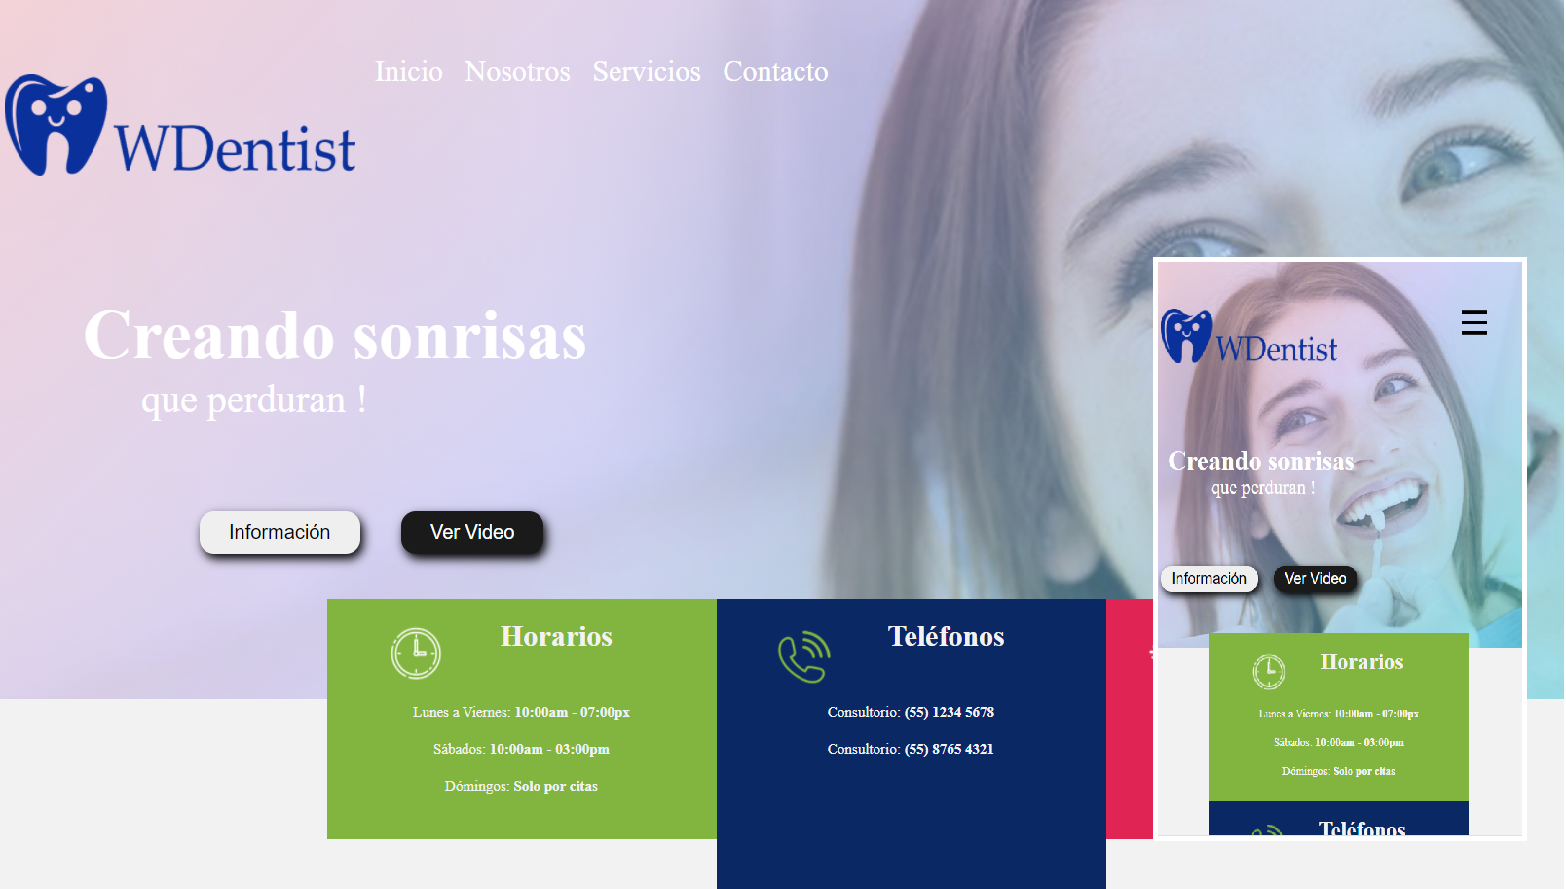 Inicio Nosotros Servicios Contacto
WDentist
Creando sonrisas
que perduran !
Información Ver Video
Horarios
Lunes a Viernes: 10:00am - 07:00px
Sábados: 10:00am - 03:00pm
Dómingos: Solo por citas
Teléfonos
Consultorio: (55) 1234 5678
Consultorio: (55) 8765 4321
WDentist
Creando sonrisas
que perduran !
Información Ver Video
Horarios
Lunes a Viernes: 10:00am - 07:00px
Sábados: 10:00am - 03:00pm
Dómingos: Solo por citas
Teléfonos